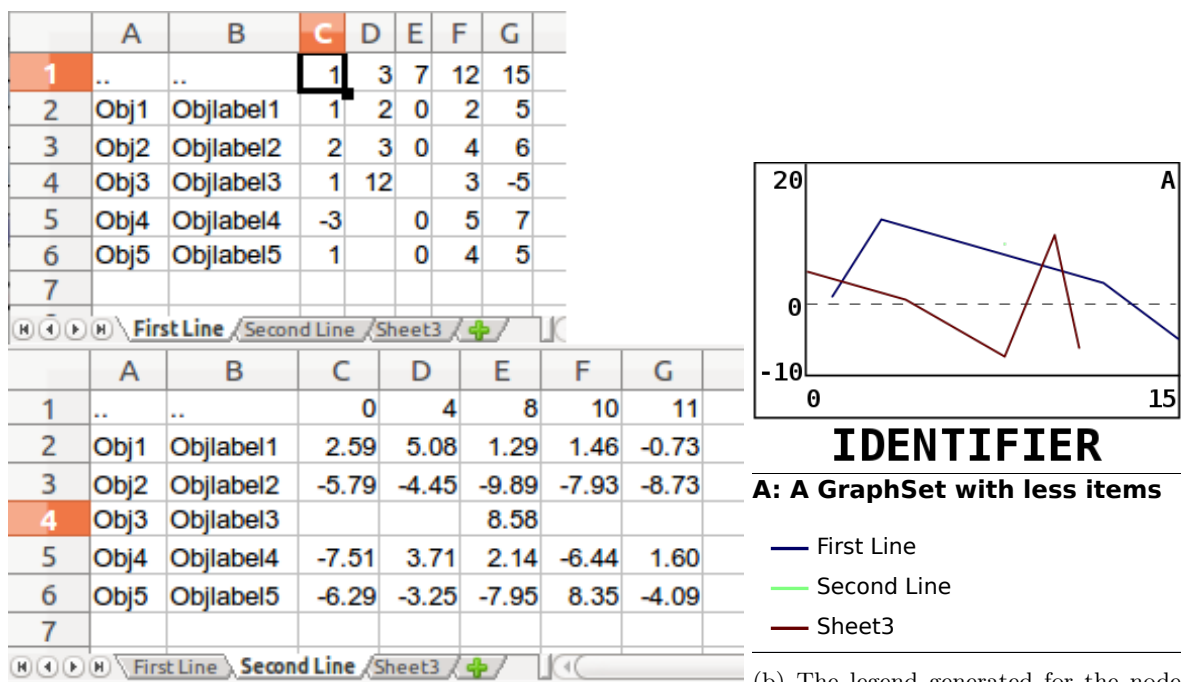 A B C D E F G
1 .. .. 1 3 7 12 15
2 Obj1 Objlabel1 1 2 0 2 5
3 Obj2 Objlabel2 2 3 0 4 6
4 Obj3 Objlabel3 1 12 3 -5
5 Obj4 Objlabel4 -3 0 5 7
6 Obj5 Objlabel5 1 0 4 5
7
First Line Second Line Sheet3
A B C D E F G
1 .. .. 0 4 8 10 11
2 Obj1 Objlabel1 2.59 5.08 1.29 1.46 -0.73
3 Obj2 Objlabel2 -5.79 -4.45 -9.89 -7.93 -8.73
4 Obj3 Objlabel3 8.58
5 Obj4 Objlabel4 -7.51 3.71 2.14 -6.44 1.60
6 Obj5 Objlabel5 -6.29 -3.25 -7.95 8.35 -4.09
7
First Line Second Line Sheet3
20 A
0
-10
0 15
IDENTIFIER
A: A GraphSet with less items
First Line
Second Line
Sheet3
(b) The legend generated for the node